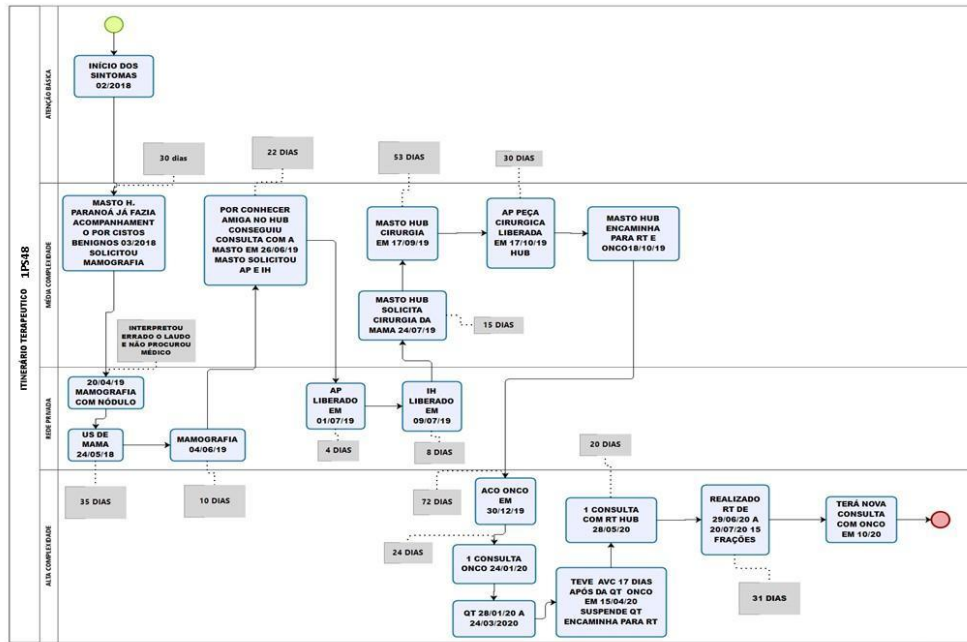 ITINERÁRIO TERAPEUTICO 1PS48
ATENÇÃO BÁSICA
INÍCIO DOS
SINTOMAS
02/2018
30 dias
22 DIAS
53 DIAS
30 DIAS
MÉDIA COMPLEXIDADE
MASTO H.
PARANOÁ JÁ FAZIA
ACOMPANHAMENT
O POR CISTOS
BENIGNOS 03/2018
SOLICITOU
MAMOGRAFIA
POR CONHECER
AMIGA NO HUB
CONSEGUIU
CONSULTA COM A
MASTO EM 26/06/19
MASTO SOLICITOU
AP E IH
MASTO HUB
CIRURGIA
EM 17/09/19
AP PEÇA
CIRURGICA
LIBERADA
EM 17/10/19
HUB
MASTO HUB
ENCAMINHA
PARA RT E
ONCO18/10/19
MASTO HUB
SOLICITA
CIRURGIA DA
MAMA 24/07/19
15 DIAS
INTERPRETOU
ERRADO O LAUDO
E NÃO PROCUROU
MÉDICO
REDE PRIVADA
20/04/19
MAMOGRAFIA
COM NÓDULO
AP
LIBERADO
EM
01/07/19
IH
LIBERADO
EM
09/07/19
US DE
MAMA
24/05/18
MAMOGRAFIA
04/06/19
4 DIAS
8 DIAS
20 DIAS
ALTA COMPLEXIDADE
35 DIAS
10 DIAS
72 DIAS
ACO ONCO
EM
30/12/19
1 CONSULTA
COM RT HUB
28/05/20
REALIZADO
RT DE
29/06/20 A
20/07/20 15
FRAÇÕES
TERÁ NOVA
CONSULTA
COM ONCO
EM 10/20
24 DIAS
1 CONSULTA
ONCO 24/01/20
QT 28/01/20 A
24/03/2020
TEVE AVC 17 DIAS
APÓS DA QT ONCO
EM 15/04/20
SUSPENDE QT
ENCAMINHA PARA RT
31 DIAS